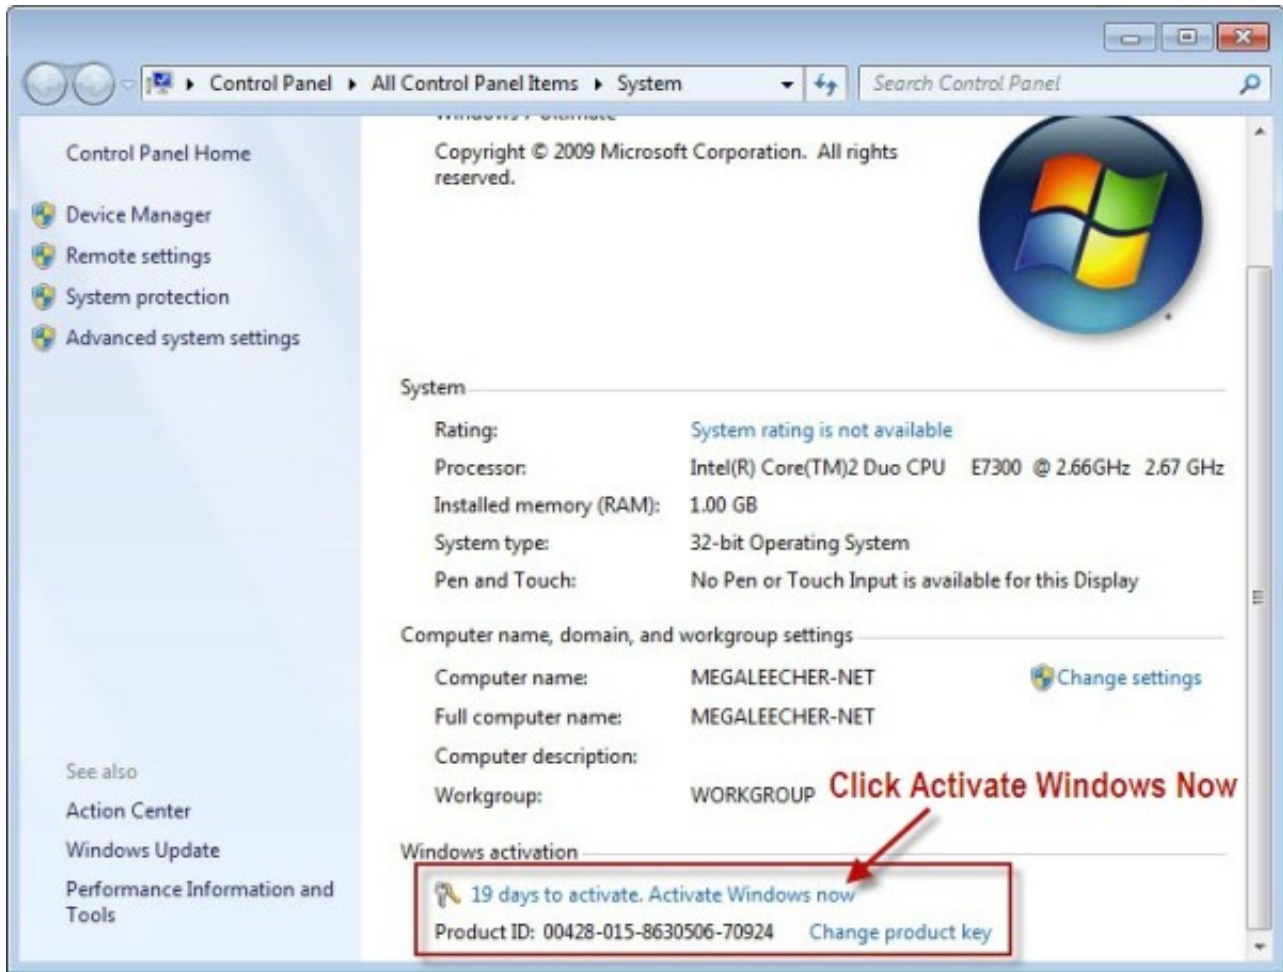 Control Panel ▸ All Control Panel Items ▸ System
Search Control Panel
Control Panel Home
Device Manager
Remote settings
System protection
Advanced system settings
See also
Action Center
Windows Update
Performance Information and
Tools
Copyright © 2009 Microsoft Corporation. All rights
reserved.
System
Rating: System rating is not available
Processor: Intel(R) Core(TM)2 Duo CPU E7300 @ 2.66GHz 2.67 GHz
Installed memory (RAM): 1.00 GB
System type: 32-bit Operating System
Pen and Touch: No Pen or Touch Input is available for this Display
Computer name, domain, and workgroup settings
Computer name: MEGALEECHER-NET Change settings
Full computer name: MEGALEECHER-NET
Computer description:
Workgroup: WORKGROUP
Click Activate Windows Now
Windows activation
19 days to activate. Activate Windows now
Product ID: 00428-015-8630506-70924 Change product key